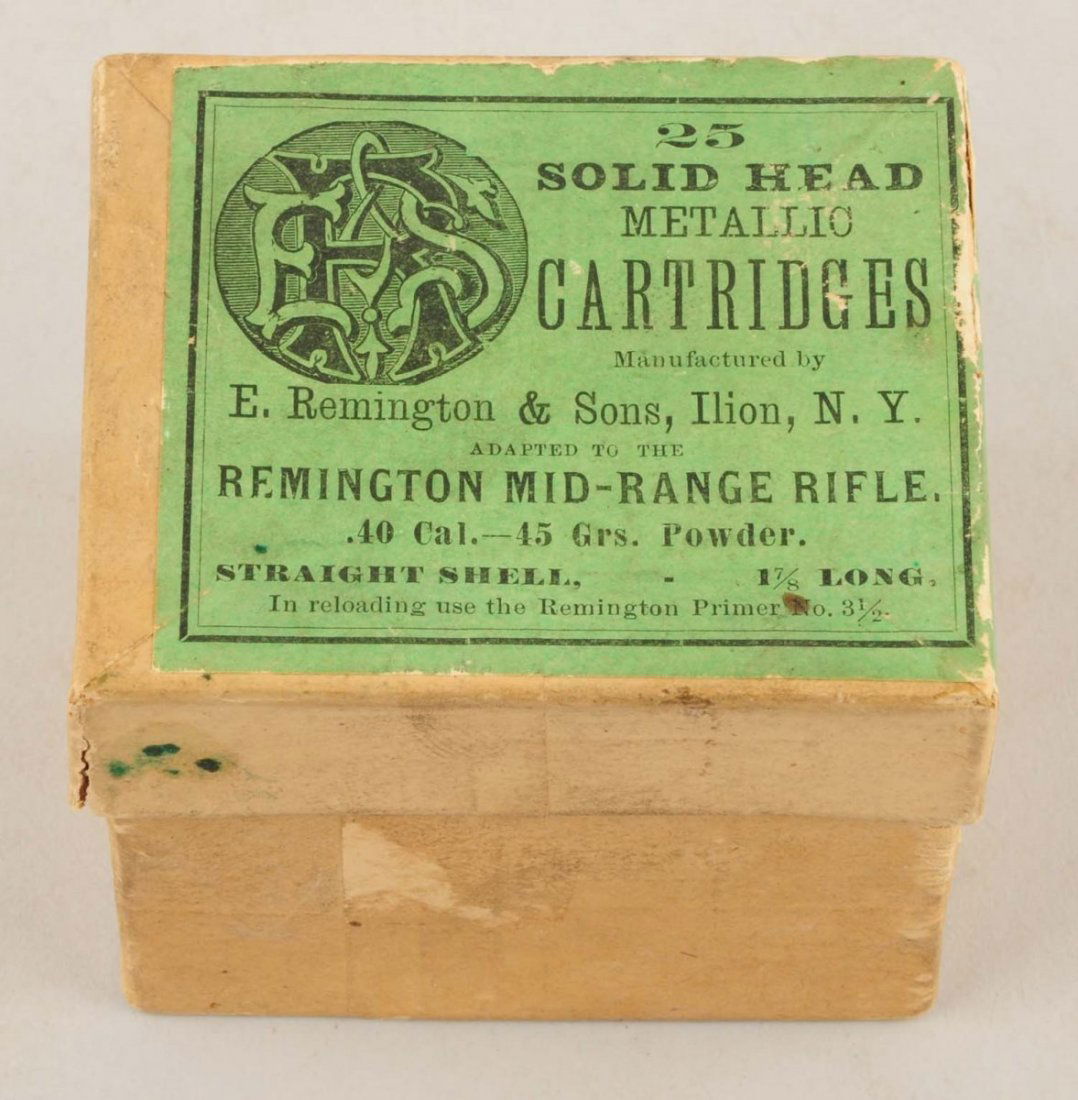 25
SOLID HEAD
METALLIC
CARTRIDGES
Manufactured by
E. Remington & Sons, Ilion, N. Y.
ADAPTED TO THE
REMINGTON MID-RANGE RIFLE.
.40 Cal.—45 Grs. Powder.
STRAIGHT SHELL, - 1⅞ LONG.
In reloading use the Remington Primer No. 3½.